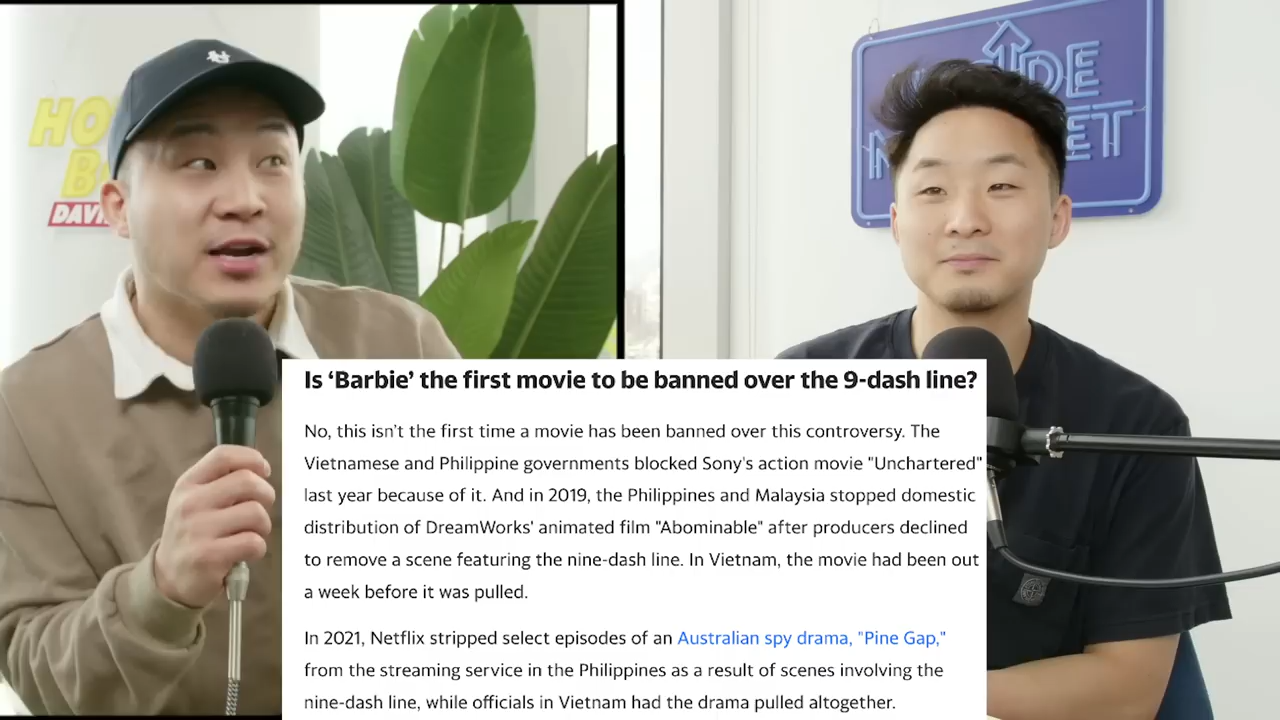 HO
B
DAV
Is ‘Barbie’ the first movie to be banned over the 9-dash line?
No, this isn’t the first time a movie has been banned over this controversy. The
Vietnamese and Philippine governments blocked Sony's action movie "Unchartered"
last year because of it. And in 2019, the Philippines and Malaysia stopped domestic
distribution of DreamWorks' animated film "Abominable" after producers declined
to remove a scene featuring the nine-dash line. In Vietnam, the movie had been out
a week before it was pulled.
In 2021, Netflix stripped select episodes of an Australian spy drama, "Pine Gap,"
from the streaming service in the Philippines as a result of scenes involving the
nine-dash line, while officials in Vietnam had the drama pulled altogether.